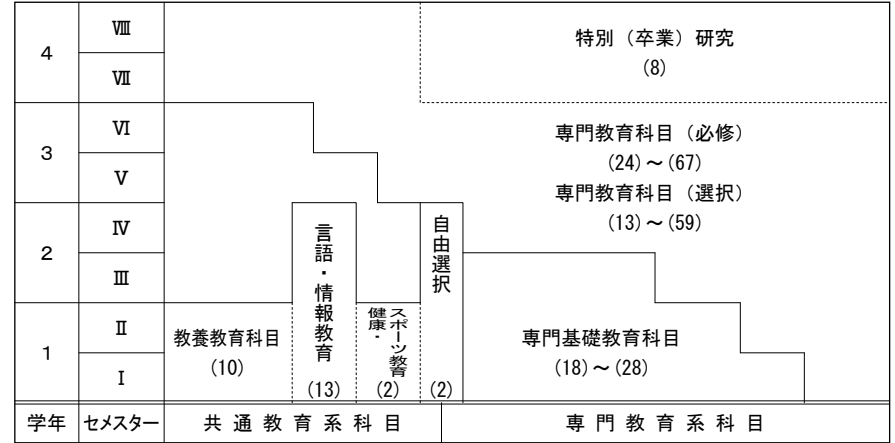 4
Ⅷ
Ⅶ
特別（卒業）研究
(8)
3
Ⅵ
Ⅴ
専門教育科目（必修）
(24)～(67)
専門教育科目（選択）
(13)～(59)
2
Ⅳ
Ⅲ
言語・情報教育
(13)
自由選択
(2)
1
Ⅱ
Ⅰ
教養教育科目
(10)
健康・
スポーツ教育
(2)
専門基礎教育科目
(18)～(28)
学年
セメスター
共通教育系科目
専門教育系科目